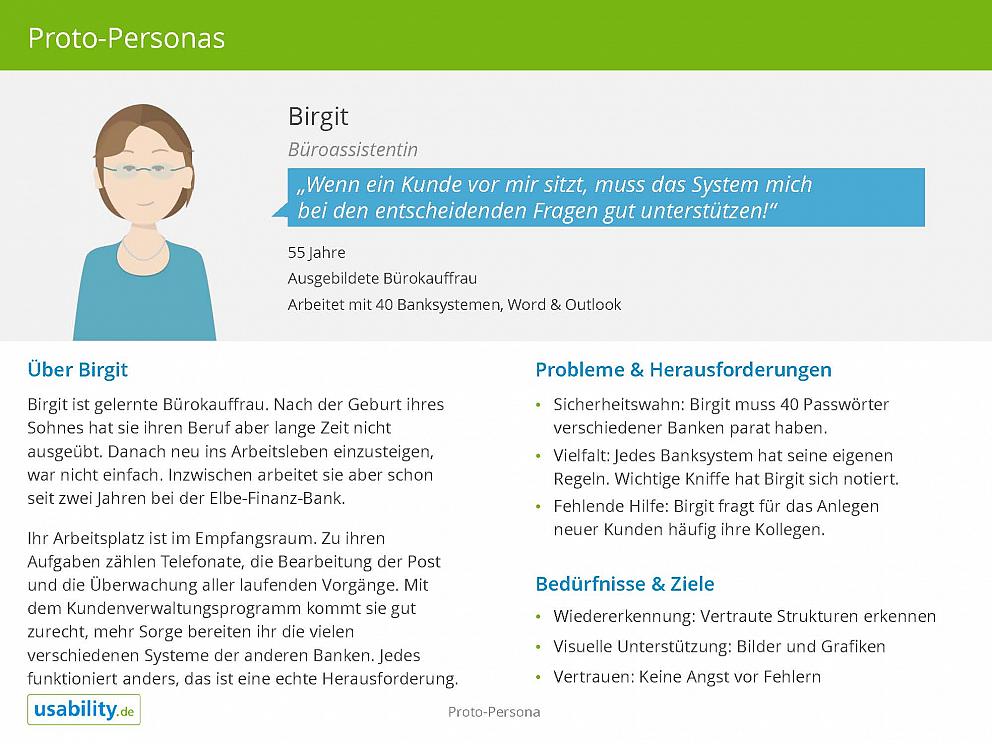 Proto-Personas
Birgit
Büroassistentin
„Wenn ein Kunde vor mir sitzt, muss das System mich
bei den entscheidenden Fragen gut unterstützen!“
55 Jahre
Ausgebildete Bürokauffrau
Arbeitet mit 40 Banksystemen, Word & Outlook
Über Birgit
Birgit ist gelernte Bürokauffrau. Nach der Geburt ihres
Sohnes hat sie ihren Beruf aber lange Zeit nicht
ausgeübt. Danach neu ins Arbeitsleben einzusteigen,
war nicht einfach. Inzwischen arbeitet sie aber schon
seit zwei Jahren bei der Elbe-Finanz-Bank.
Ihr Arbeitsplatz ist im Empfangsraum. Zu ihren
Aufgaben zählen Telefonate, die Bearbeitung der Post
und die Überwachung aller laufenden Vorgänge. Mit
dem Kundenverwaltungsprogramm kommt sie gut
zurecht, mehr Sorge bereiten ihr die vielen
verschiedenen Systeme der anderen Banken. Jedes
funktioniert anders, das ist eine echte Herausforderung.
Probleme & Herausforderungen
• Sicherheitswahn: Birgit muss 40 Passwörter
verschiedener Banken parat haben.
• Vielfalt: Jedes Banksystem hat seine eigenen
Regeln. Wichtige Kniffe hat Birgit sich notiert.
• Fehlende Hilfe: Birgit fragt für das Anlegen
neuer Kunden häufig ihre Kollegen.
Bedürfnisse & Ziele
• Wiedererkennung: Vertraute Strukturen erkennen
• Visuelle Unterstützung: Bilder und Grafiken
• Vertrauen: Keine Angst vor Fehlern
usability.de
Proto-Persona